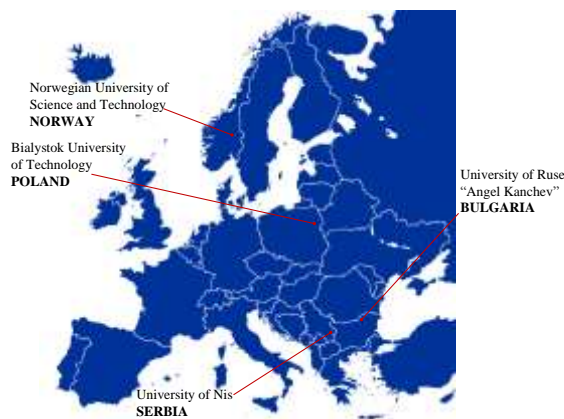 Norwegian University of
Science and Technology
NORWAY
Bialystok University
of Technology
POLAND
University of Ruse
“Angel Kanchev”
BULGARIA
University of Nis
SERBIA